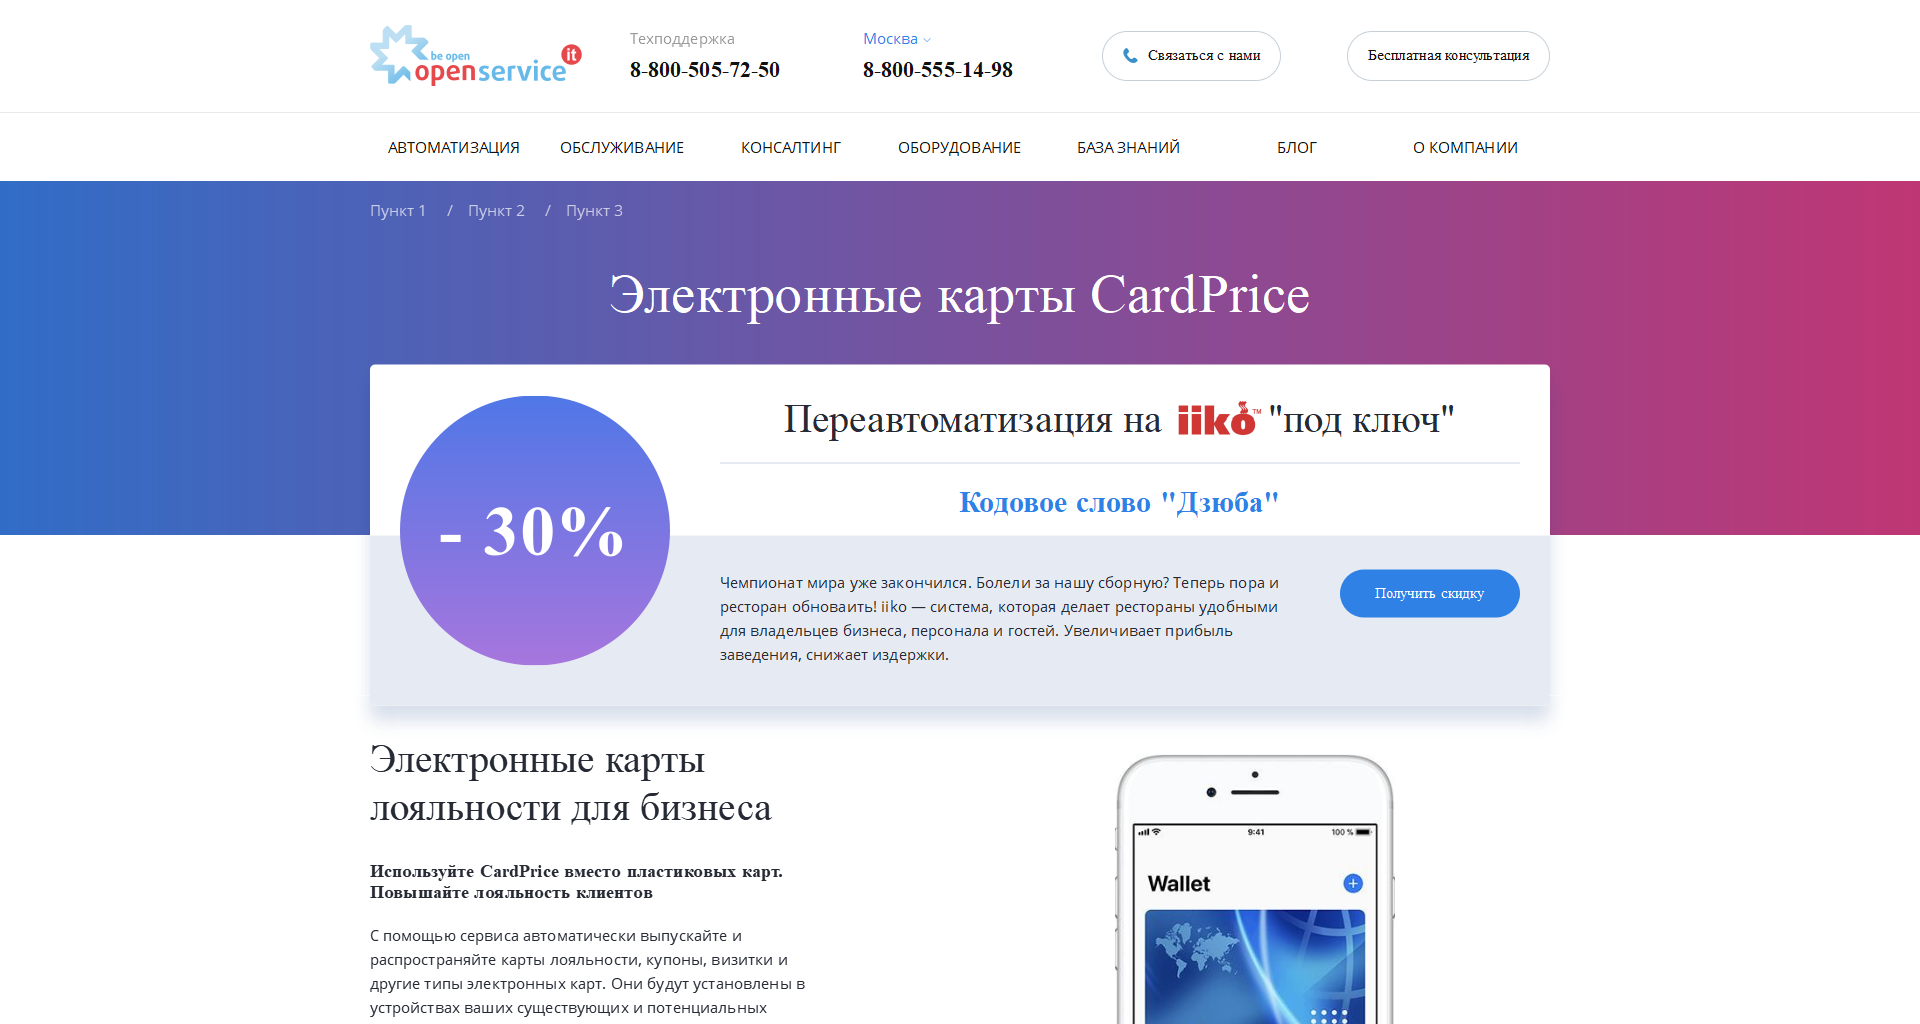 be open
openservice it
Техподдержка
8-800-505-72-50
Москва
8-800-555-14-98
Связаться с нами
Бесплатная консультация
АВТОМАТИЗАЦИЯ
ОБСЛУЖИВАНИЕ
КОНСАЛТИНГ
ОБОРУДОВАНИЕ
БАЗА ЗНАНИЙ
БЛОГ
О КОМПАНИИ
Пункт 1 / Пункт 2 / Пункт 3
Электронные карты CardPrice
- 30%
Переавтоматизация на iiko™ "под ключ"
Кодовое слово "Дзюба"
Чемпионат мира уже закончился. Болели за нашу сборную? Теперь пора и
ресторан обноваить! iiko — система, которая делает рестораны удобными
для владельцев бизнеса, персонала и гостей. Увеличивает прибыль
заведения, снижает издержки.
Получить скидку
Электронные карты
лояльности для бизнеса
Используйте CardPrice вместо пластиковых карт.
Повышайте лояльность клиентов
С помощью сервиса автоматически выпускайте и
распространяйте карты лояльности, купоны, визитки и
другие типы электронных карт. Они будут установлены в
устройствах ваших существующих и потенциальных
9:41
100 %
Wallet